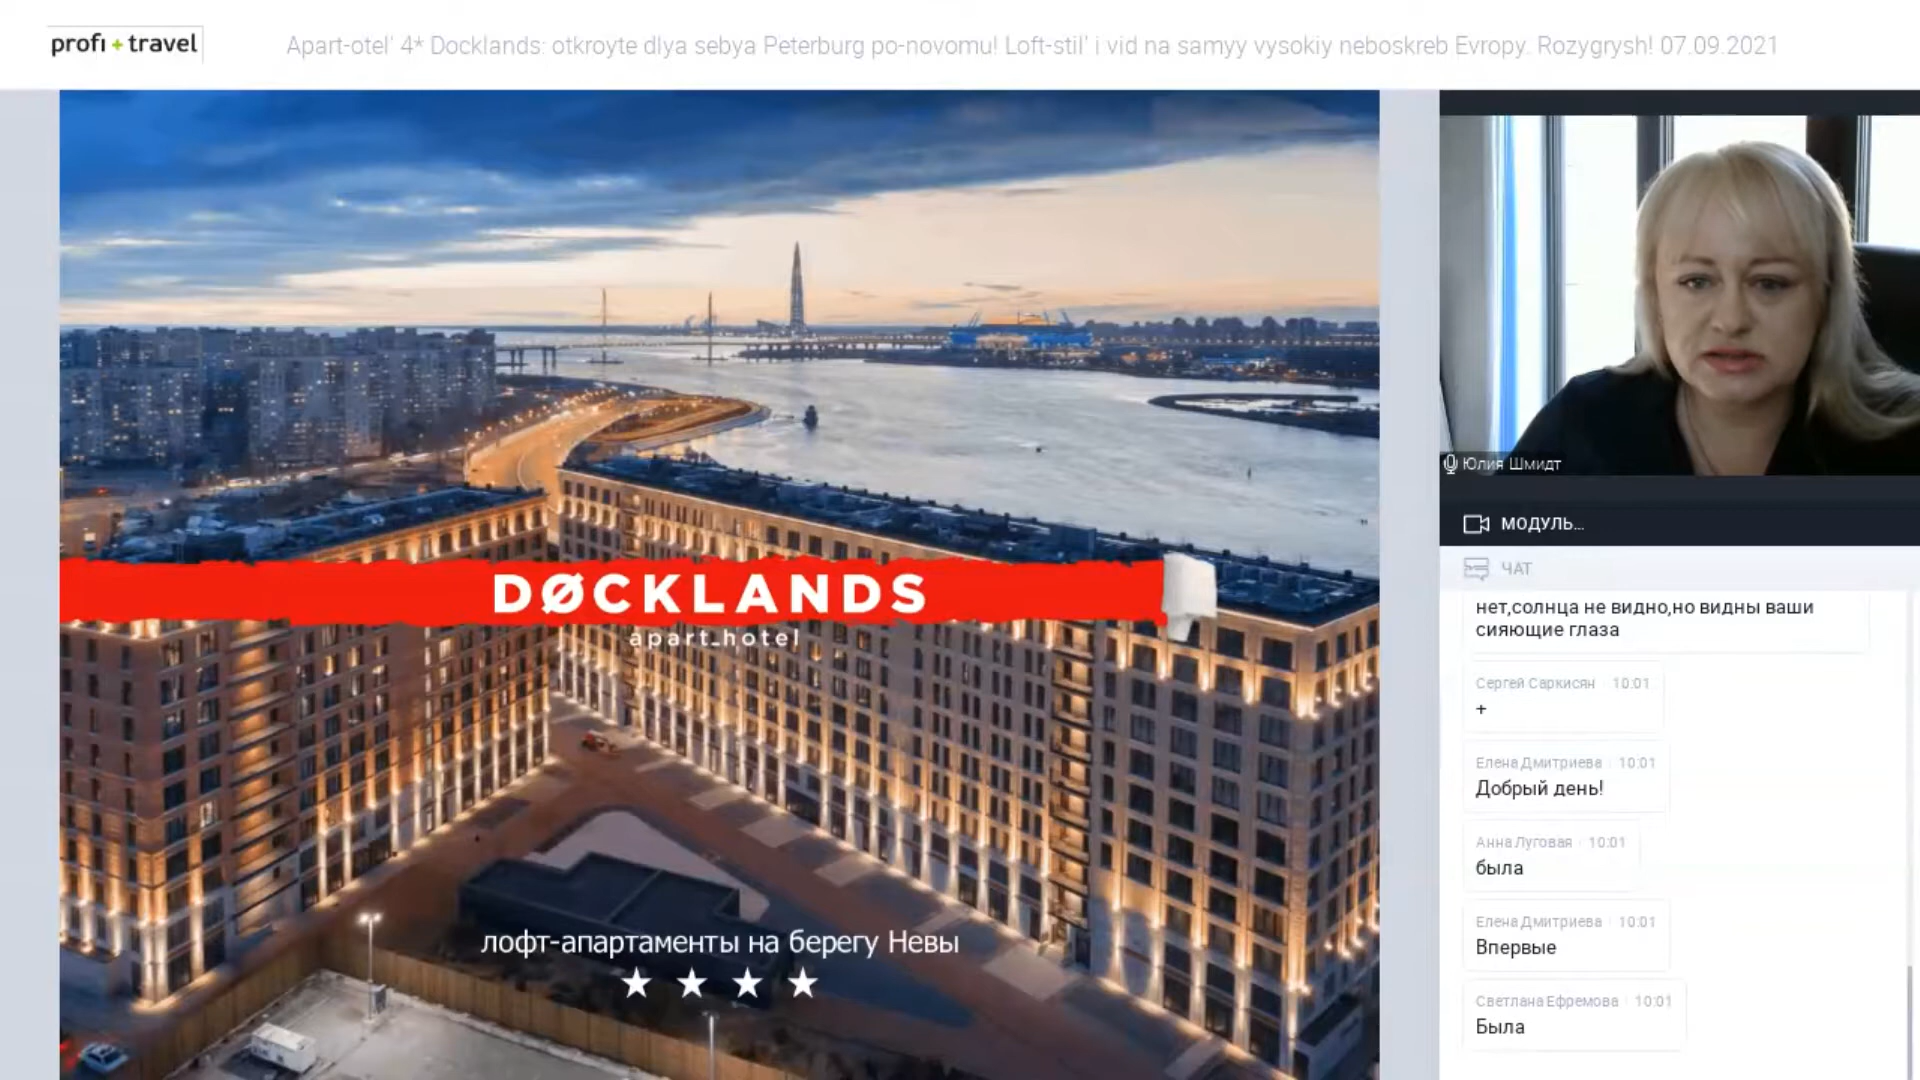 profi + travel
Apart-otel' 4* Docklands: otkroyte dlya sebya Peterburg po-novomu! Loft-stil' i vid na samyy vysokiy neboskreb Evropy. Rozygrysh! 07.09.2021
DØCKLANDS
apart-hotel
лофт-апартаменты на берегу Невы
Юлия Шмидт
МОДУЛЬ...
ЧАТ
нет,солнца не видно,но видны ваши
сияющие глаза
Сергей Саркисян 10:01
+
Елена Дмитриева 10:01
Добрый день!
Анна Луговая 10:01
была
Елена Дмитриева 10:01
Впервые
Светлана Ефремова 10:01
Была